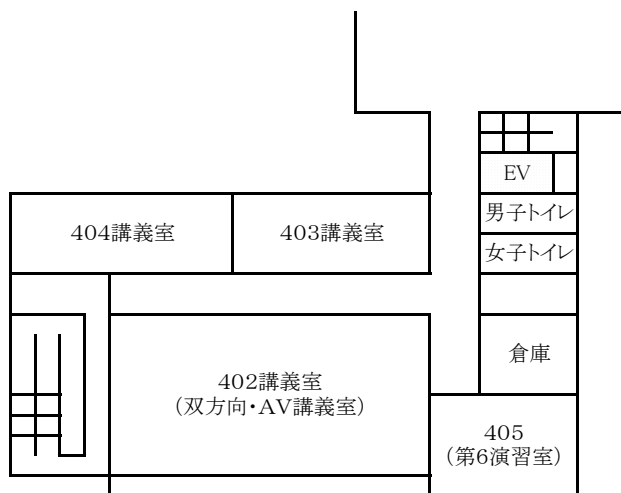 EV
男子トイレ
404講義室
403講義室
女子トイレ
倉庫
402講義室
(双方向・AV講義室)
405
(第6演習室)